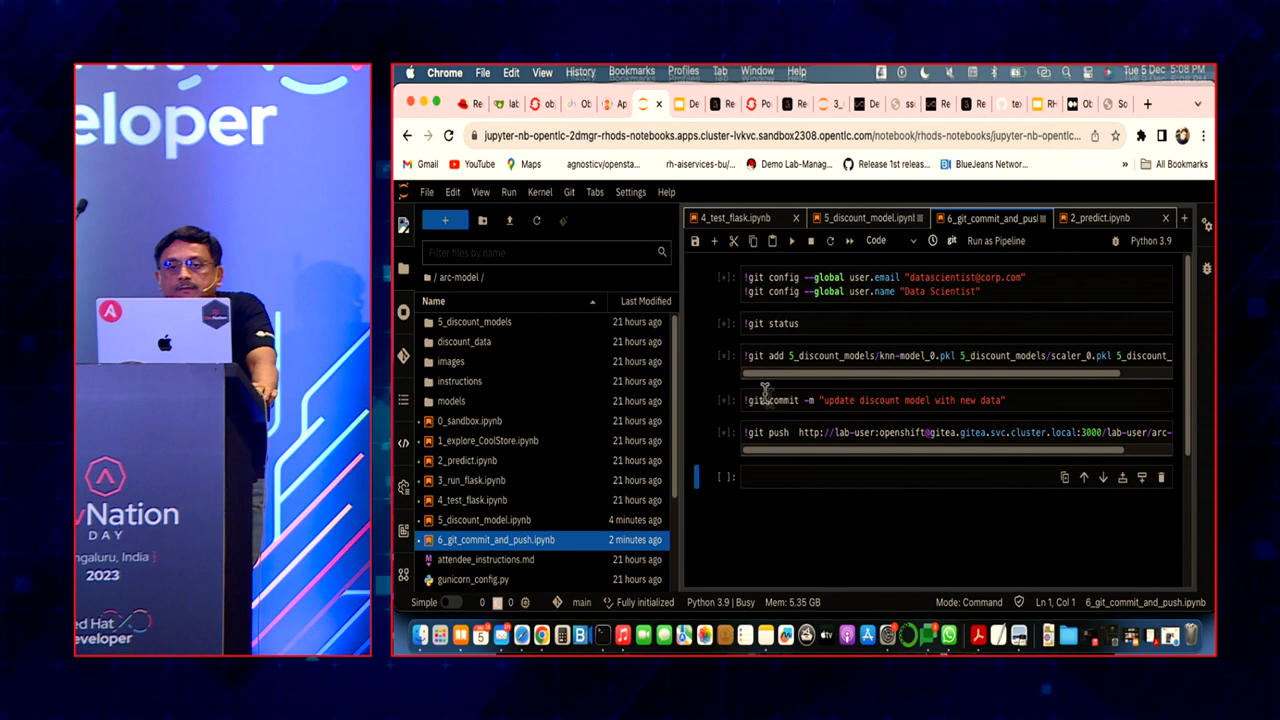 eloper
vNation
DAY
ngaluru, India
2023
ed Hat
eveloper
Chrome File Edit View History Bookmarks Profiles Tab Window Help
Tue 5 Dec 5:08 PM
jupyter-nb-opentlc-2dmgr-rhods-notebooks.apps.cluster-lvkvc.sandbox2308.opentlc.com/notebook/rhods-notebooks/jupyter-nb-opentlc...
Gmail YouTube Maps agnosticv/opensta... rh-aiservices-bu/... Demo Lab-Manag... Release 1st releas... BlueJeans Networ... » All Bookmarks
File Edit View Run Kernel Git Tabs Settings Help
Filter files by name
/ arc-model /
Name Last Modified
5_discount_models 21 hours ago
discount_data 21 hours ago
images 21 hours ago
instructions 21 hours ago
models 21 hours ago
0_sandbox.ipynb 21 hours ago
1_explore_CoolStore.ipynb 21 hours ago
2_predict.ipynb 21 hours ago
3_run_flask.ipynb 21 hours ago
4_test_flask.ipynb 21 hours ago
5_discount_model.ipynb 4 minutes ago
6_git_commit_and_push.ipynb 2 minutes ago
attendee_instructions.md 21 hours ago
gunicorn_config.py 21 hours ago
4_test_flask.ipynb 5_discount_model.ipynb 6_git_commit_and_push 2_predict.ipynb
Code git Run as Pipeline Python 3.9
[*]: !git config --global user.email "datascientist@corp.com"
!git config --global user.name "Data Scientist"
[*]: !git status
[*]: !git add 5_discount_models/knn-model_0.pkl 5_discount_models/scaler_0.pkl 5_discount_
[*]: !git commit -m "update discount model with new data"
[*]: !git push http://lab-user:openshift@gitea.gitea.svc.cluster.local:3000/lab-user/arc-
[ ]:
Simple 0 0 main Fully initialized Python 3.9 | Busy Mem: 5.35 GB Mode: Command Ln 1, Col 1 6_git_commit_and_push.ipynb